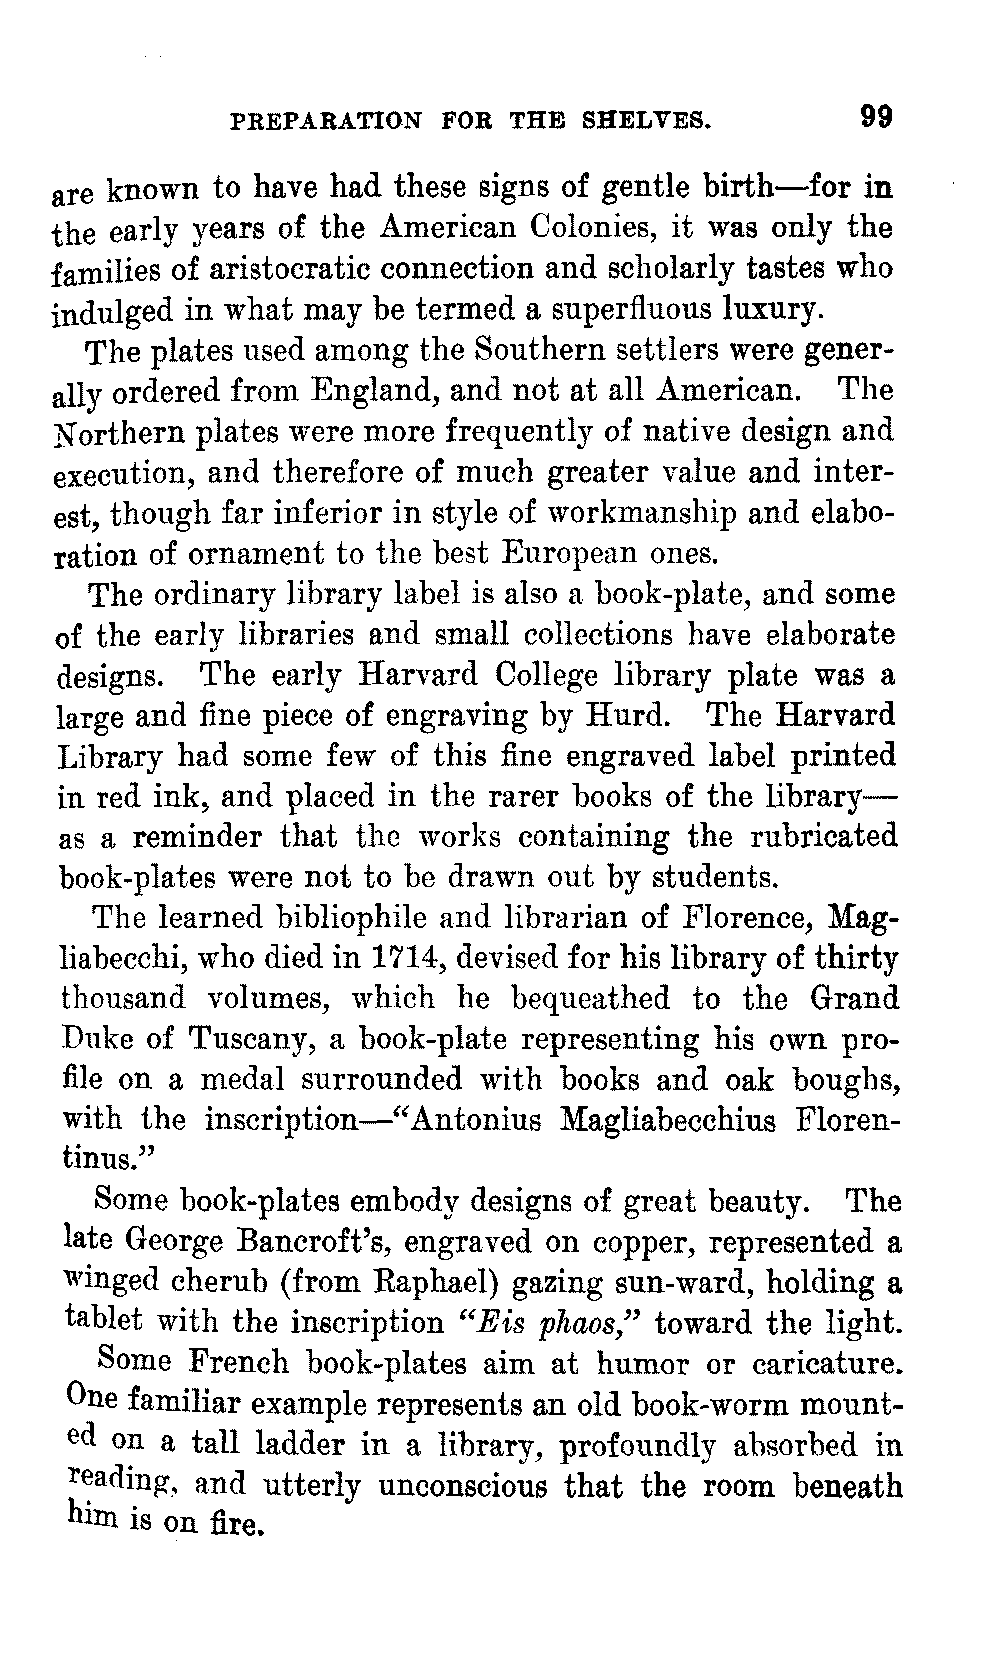 PREPARATION FOR THE SHELVES. 99
are known to have had these signs of gentle birth—for in
the early years of the American Colonies, it was only the
families of aristocratic connection and scholarly tastes who
indulged in what may be termed a superfluous luxury.
The plates used among the Southern settlers were gener-
ally ordered from England, and not at all American. The
Northern plates were more frequently of native design and
execution, and therefore of much greater value and inter-
est, though far inferior in style of workmanship and elabo-
ration of ornament to the best European ones.
The ordinary library label is also a book-plate, and some
of the early libraries and small collections have elaborate
designs. The early Harvard College library plate was a
large and fine piece of engraving by Hurd. The Harvard
Library had some few of this fine engraved label printed
in red ink, and placed in the rarer books of the library—
as a reminder that the works containing the rubricated
book-plates were not to be drawn out by students.
The learned bibliophile and librarian of Florence, Mag-
liabecchi, who died in 1714, devised for his library of thirty
thousand volumes, which he bequeathed to the Grand
Duke of Tuscany, a book-plate representing his own pro-
file on a medal surrounded with books and oak boughs,
with the inscription—“Antonius Magliabecchius Floren-
tinus.”
Some book-plates embody designs of great beauty. The
late George Bancroft’s, engraved on copper, represented a
winged cherub (from Raphael) gazing sun-ward, holding a
tablet with the inscription “Eis phaos,” toward the light.
Some French book-plates aim at humor or caricature.
One familiar example represents an old book-worm mount-
ed on a tall ladder in a library, profoundly absorbed in
reading, and utterly unconscious that the room beneath
him is on fire.